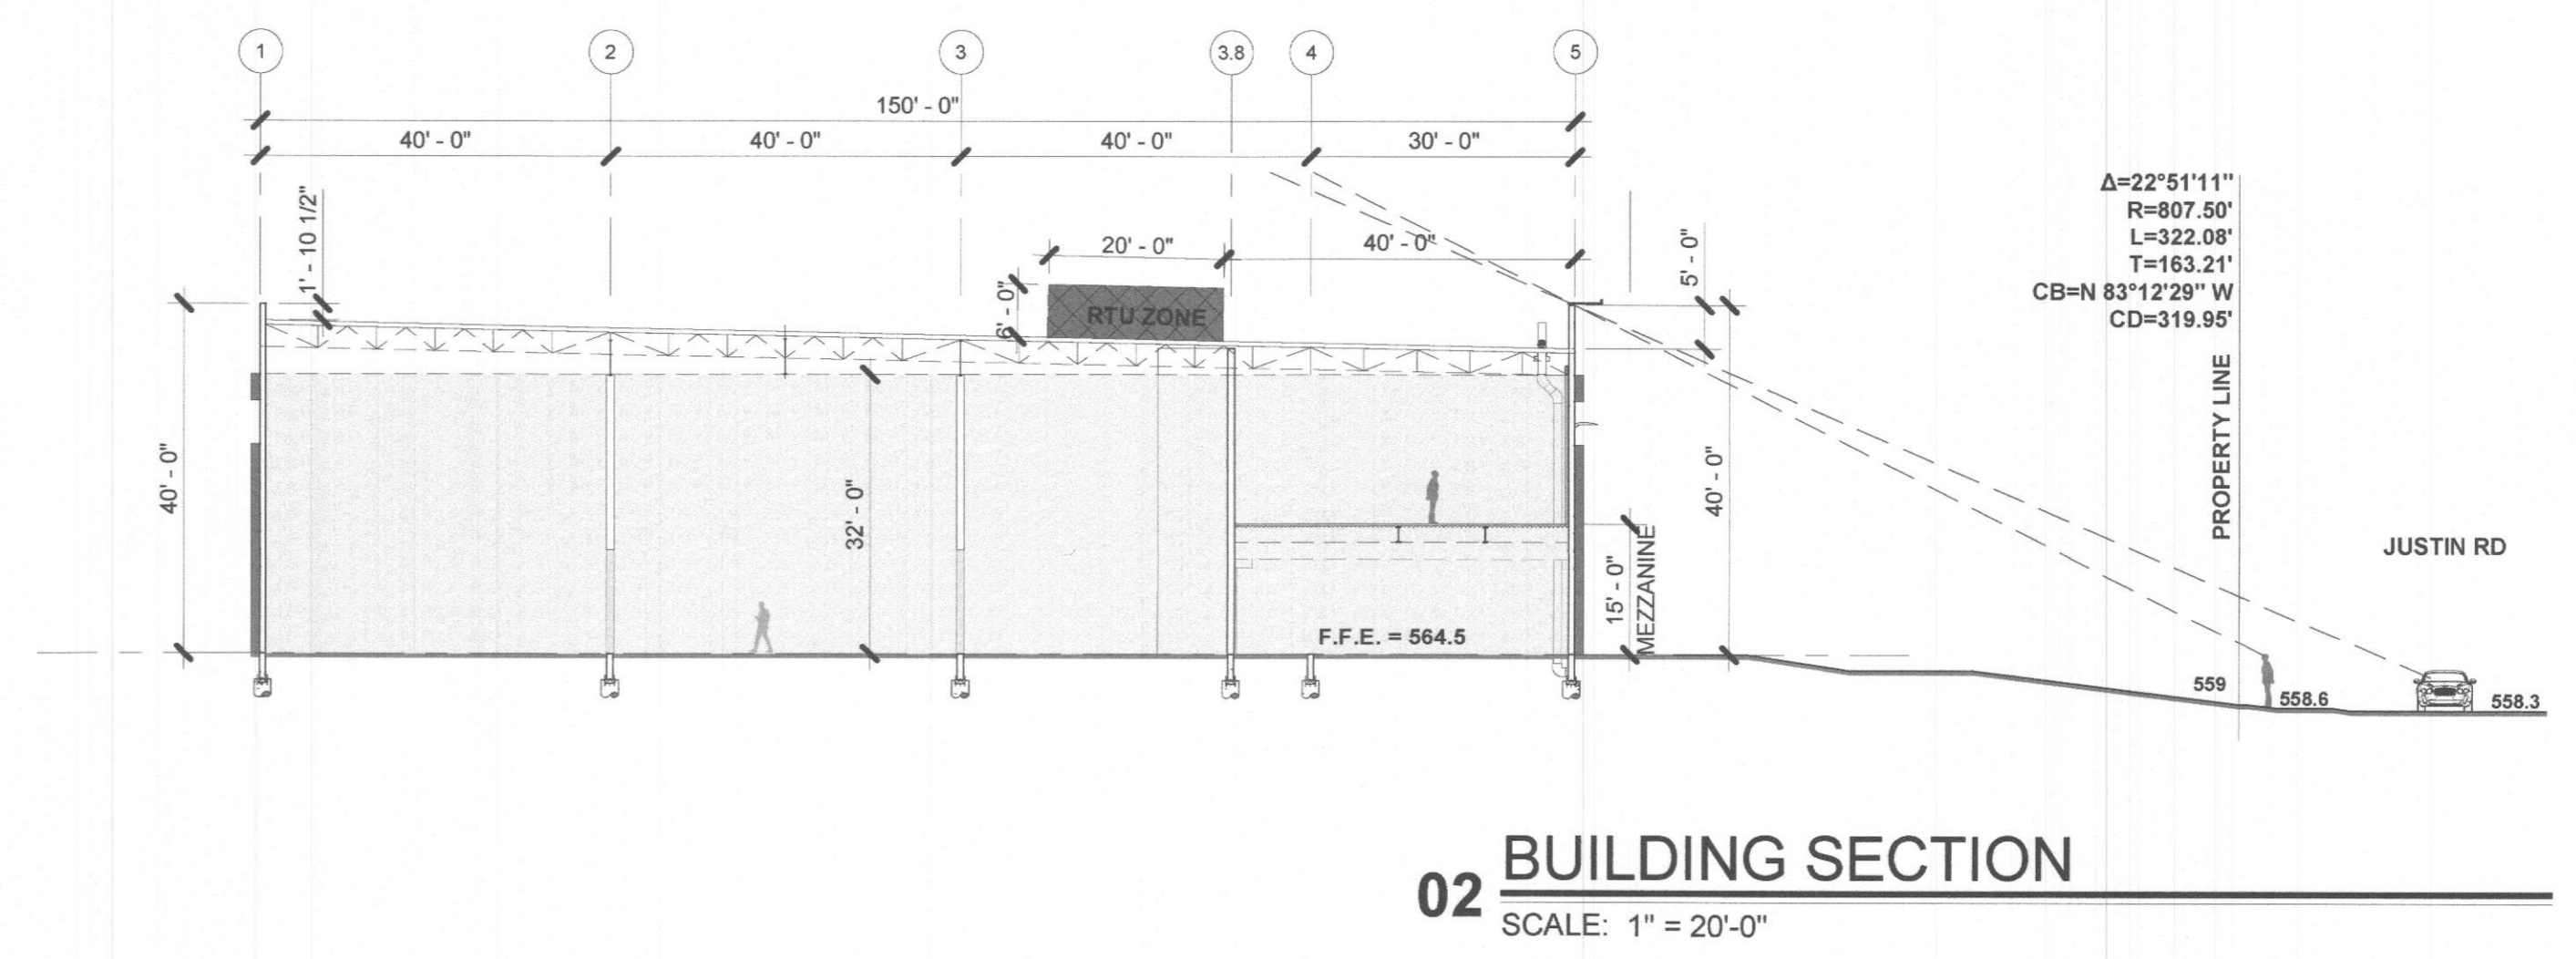 1
2
3
3.8
4
5
150' - 0"
40' - 0"
40' - 0"
40' - 0"
30' - 0"
1' - 10 1/2"
20' - 0"
40' - 0"
5' - 0"
6' - 0"
RTU ZONE
Δ=22°51'11"
R=807.50'
L=322.08'
T=163.21'
CB=N 83°12'29" W
CD=319.95'
PROPERTY LINE
40' - 0"
32' - 0"
40' - 0"
JUSTIN RD
15' - 0"
MEZZANINE
F.F.E. = 564.5
559
558.6
558.3
02
BUILDING SECTION
SCALE: 1" = 20'-0"